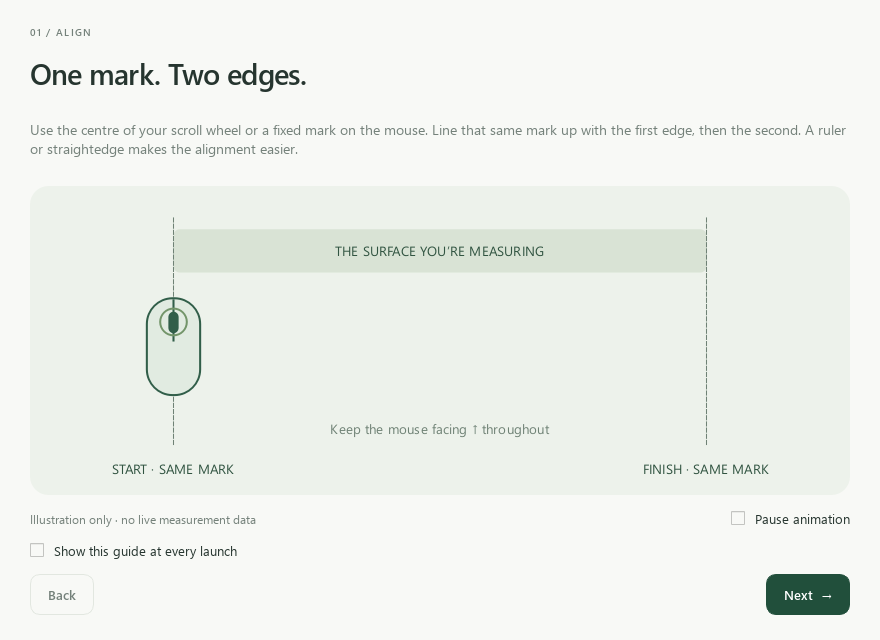 01 / ALIGN
One mark. Two edges.
Use the centre of your scroll wheel or a fixed mark on the mouse. Line that same mark up with the first edge, then the second. A ruler
or straightedge makes the alignment easier.
THE SURFACE YOU'RE MEASURING
Keep the mouse facing ↑ throughout
START · SAME MARK
FINISH · SAME MARK
Illustration only · no live measurement data
Pause animation
Show this guide at every launch
Back
Next →